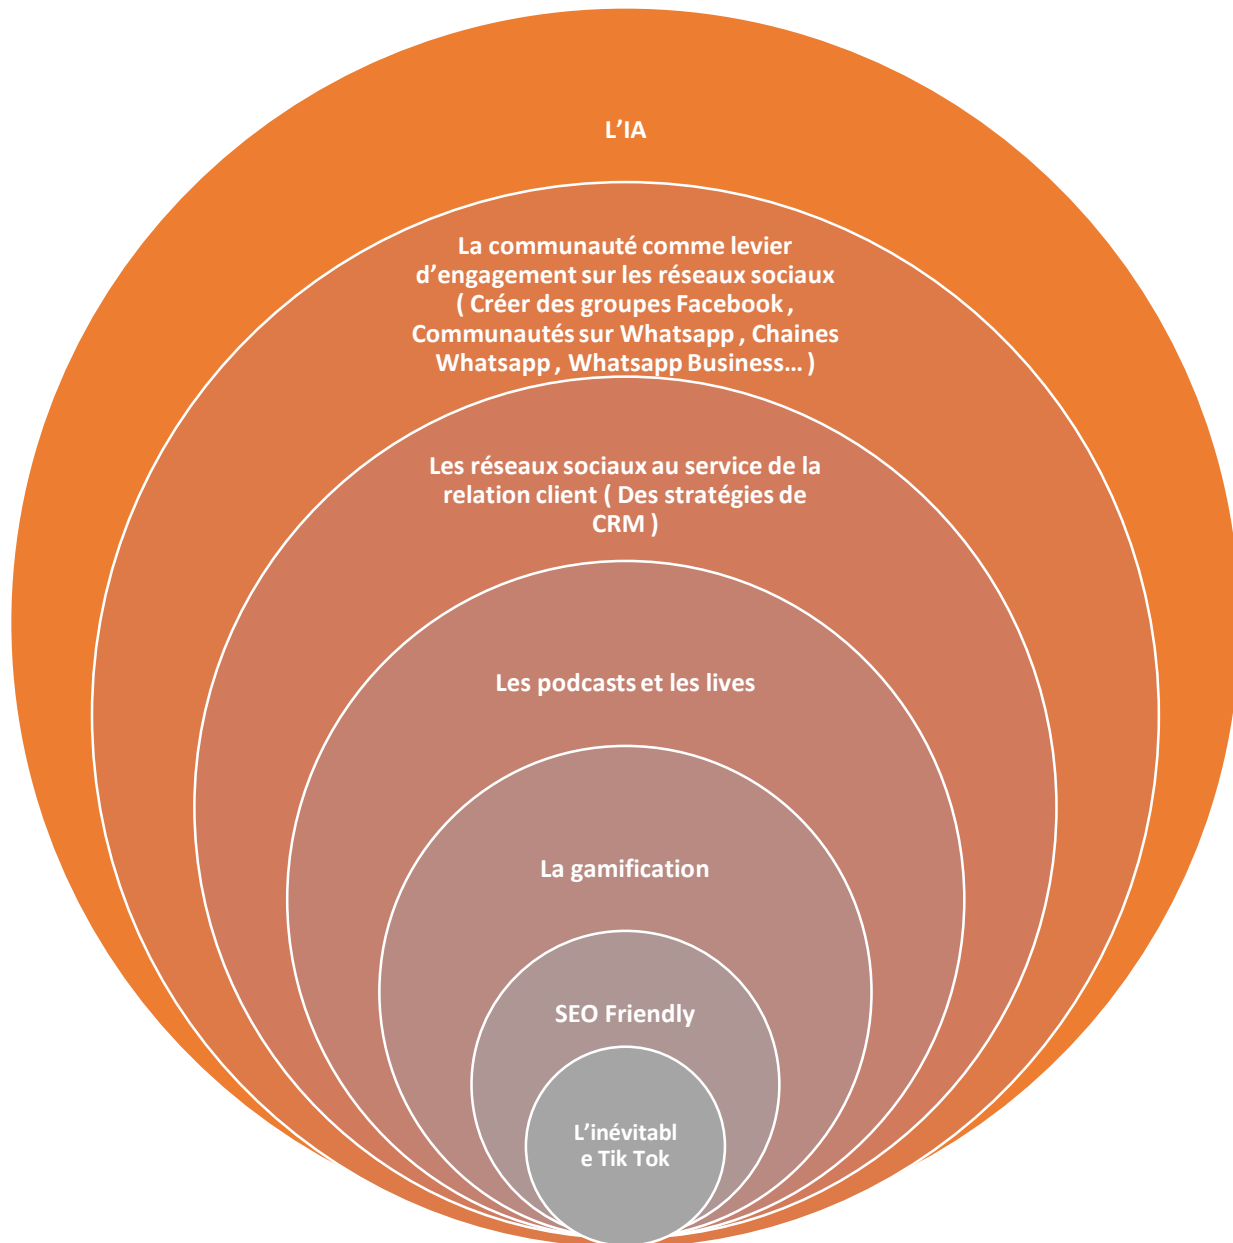 L’IA
La communauté comme levier
d’engagement sur les réseaux sociaux
( Créer des groupes Facebook ,
Communautés sur Whatsapp , Chaines
Whatsapp , Whatsapp Business… )
Les réseaux sociaux au service de la
relation client ( Des stratégies de
CRM )
Les podcasts et les lives
La gamification
SEO Friendly
L’inévitabl
e Tik Tok